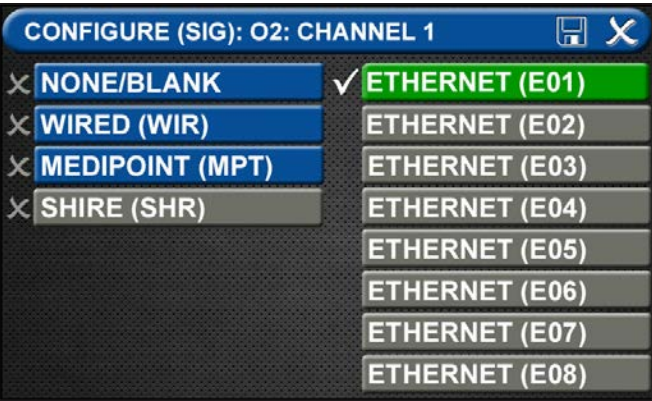 CONFIGURE (SIG): O2: CHANNEL 1
NONE/BLANK
WIRED (WIR)
MEDIPOINT (MPT)
SHIRE (SHR)
ETHERNET (E01)
ETHERNET (E02)
ETHERNET (E03)
ETHERNET (E04)
ETHERNET (E05)
ETHERNET (E06)
ETHERNET (E07)
ETHERNET (E08)